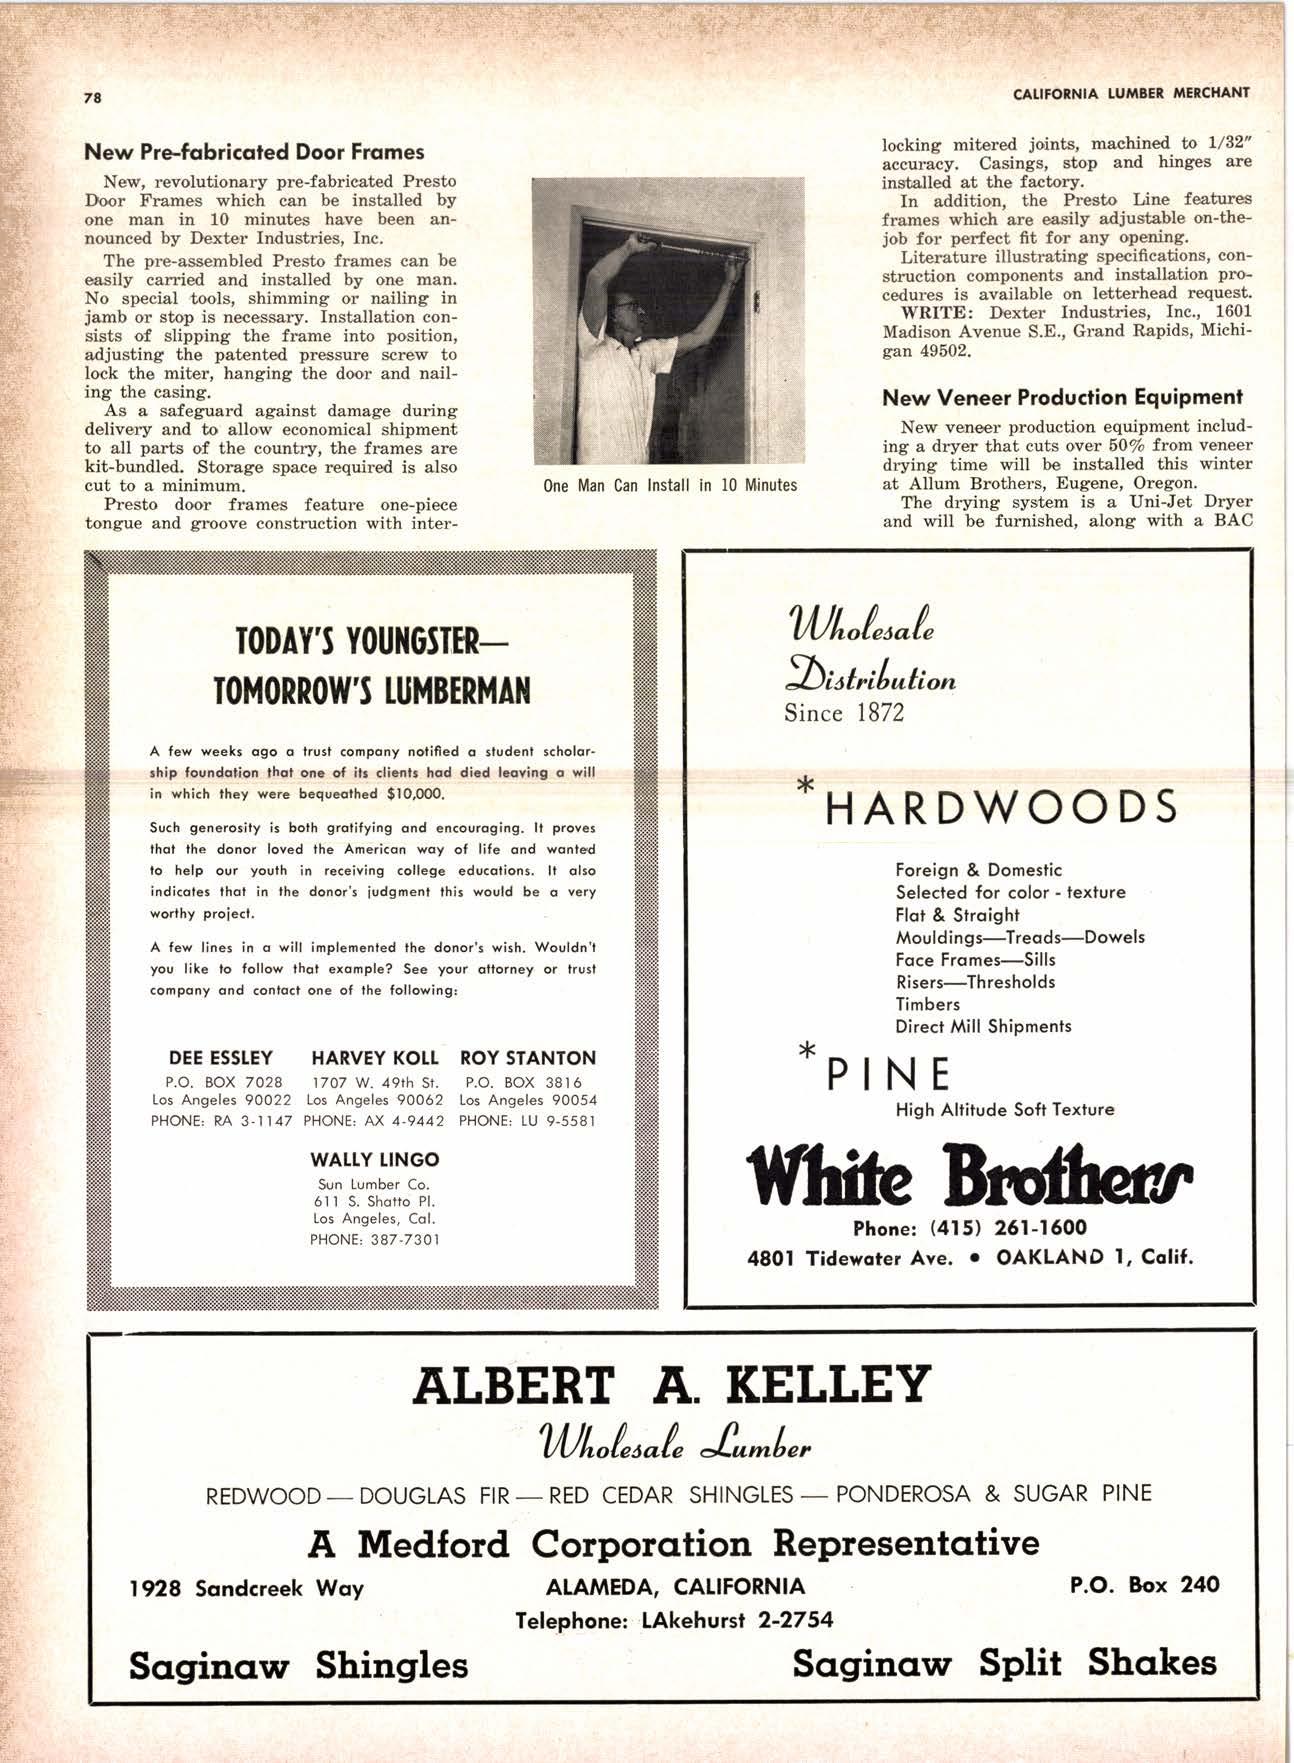 78
CALIFORNIA LUMBER MERCHANT
New Pre-fabricated Door Frames
New, revolutionary pre-fabricated Presto
Door Frames which can be installed by
one man in 10 minutes have been an-
nounced by Dexter Industries, Inc.
The pre-assembled Presto frames can be
easily carried and installed by one man.
No special tools, shimming or nailing in
jamb or stop is necessary. Installation con-
sists of slipping the frame into position,
adjusting the patented pressure screw to
lock the miter, hanging the door and nail-
ing the casing.
As a safeguard against damage during
delivery and to allow economical shipment
to all parts of the country, the frames are
kit-bundled. Storage space required is also
cut to a minimum.
Presto door frames feature one-piece
tongue and groove construction with inter-
One Man Can Install in 10 Minutes
locking mitered joints, machined to 1/32"
accuracy. Casings, stop and hinges are
installed at the factory.
In addition, the Presto Line features
frames which are easily adjustable on-the-
job for perfect fit for any opening.
Literature illustrating specifications, con-
struction components and installation pro-
cedures is available on letterhead request.
WRITE: Dexter Industries, Inc., 1601
Madison Avenue S.E., Grand Rapids, Michi-
gan 49502.
New Veneer Production Equipment
New veneer production equipment includ-
ing a dryer that cuts over 50% from veneer
drying time will be installed this winter
at Allum Brothers, Eugene, Oregon.
The drying system is a Uni-Jet Dryer
and will be furnished, along with a BAC
TODAY'S YOUNGSTER—
TOMORROW'S LUMBERMAN
A few weeks ago a trust company notified a student scholar-
ship foundation that one of its clients had died leaving a will
in which they were bequeathed $10,000.
Such generosity is both gratifying and encouraging. It proves
that the donor loved the American way of life and wanted
to help our youth in receiving college educations. It also
indicates that in the donor's judgment this would be a very
worthy project.
A few lines in a will implemented the donor's wish. Wouldn't
you like to follow that example? See your attorney or trust
company and contact one of the following:
DEE ESSLEY
P.O. BOX 7028
Los Angeles 90022
PHONE: RA 3-1147
HARVEY KOLL
1707 W. 49th St.
Los Angeles 90062
PHONE: AX 4-9442
ROY STANTON
P.O. BOX 3816
Los Angeles 90054
PHONE: LU 9-5581
WALLY LINGO
Sun Lumber Co.
611 S. Shatto Pl.
Los Angeles, Cal.
PHONE: 387-7301
Wholesale
Distribution
Since 1872
*HARDWOODS
Foreign & Domestic
Selected for color - texture
Flat & Straight
Mouldings—Treads—Dowels
Face Frames—Sills
Risers—Thresholds
Timbers
Direct Mill Shipments
*PINE
High Altitude Soft Texture
White Brothers
Phone: (415) 261-1600
4801 Tidewater Ave. • OAKLAND 1, Calif.
ALBERT A. KELLEY
Wholesale Lumber
REDWOOD — DOUGLAS FIR — RED CEDAR SHINGLES — PONDEROSA & SUGAR PINE
A Medford Corporation Representative
1928 Sandcreek Way
ALAMEDA, CALIFORNIA
P.O. Box 240
Telephone: LAkehurst 2-2754
Saginaw Shingles
Saginaw Split Shakes